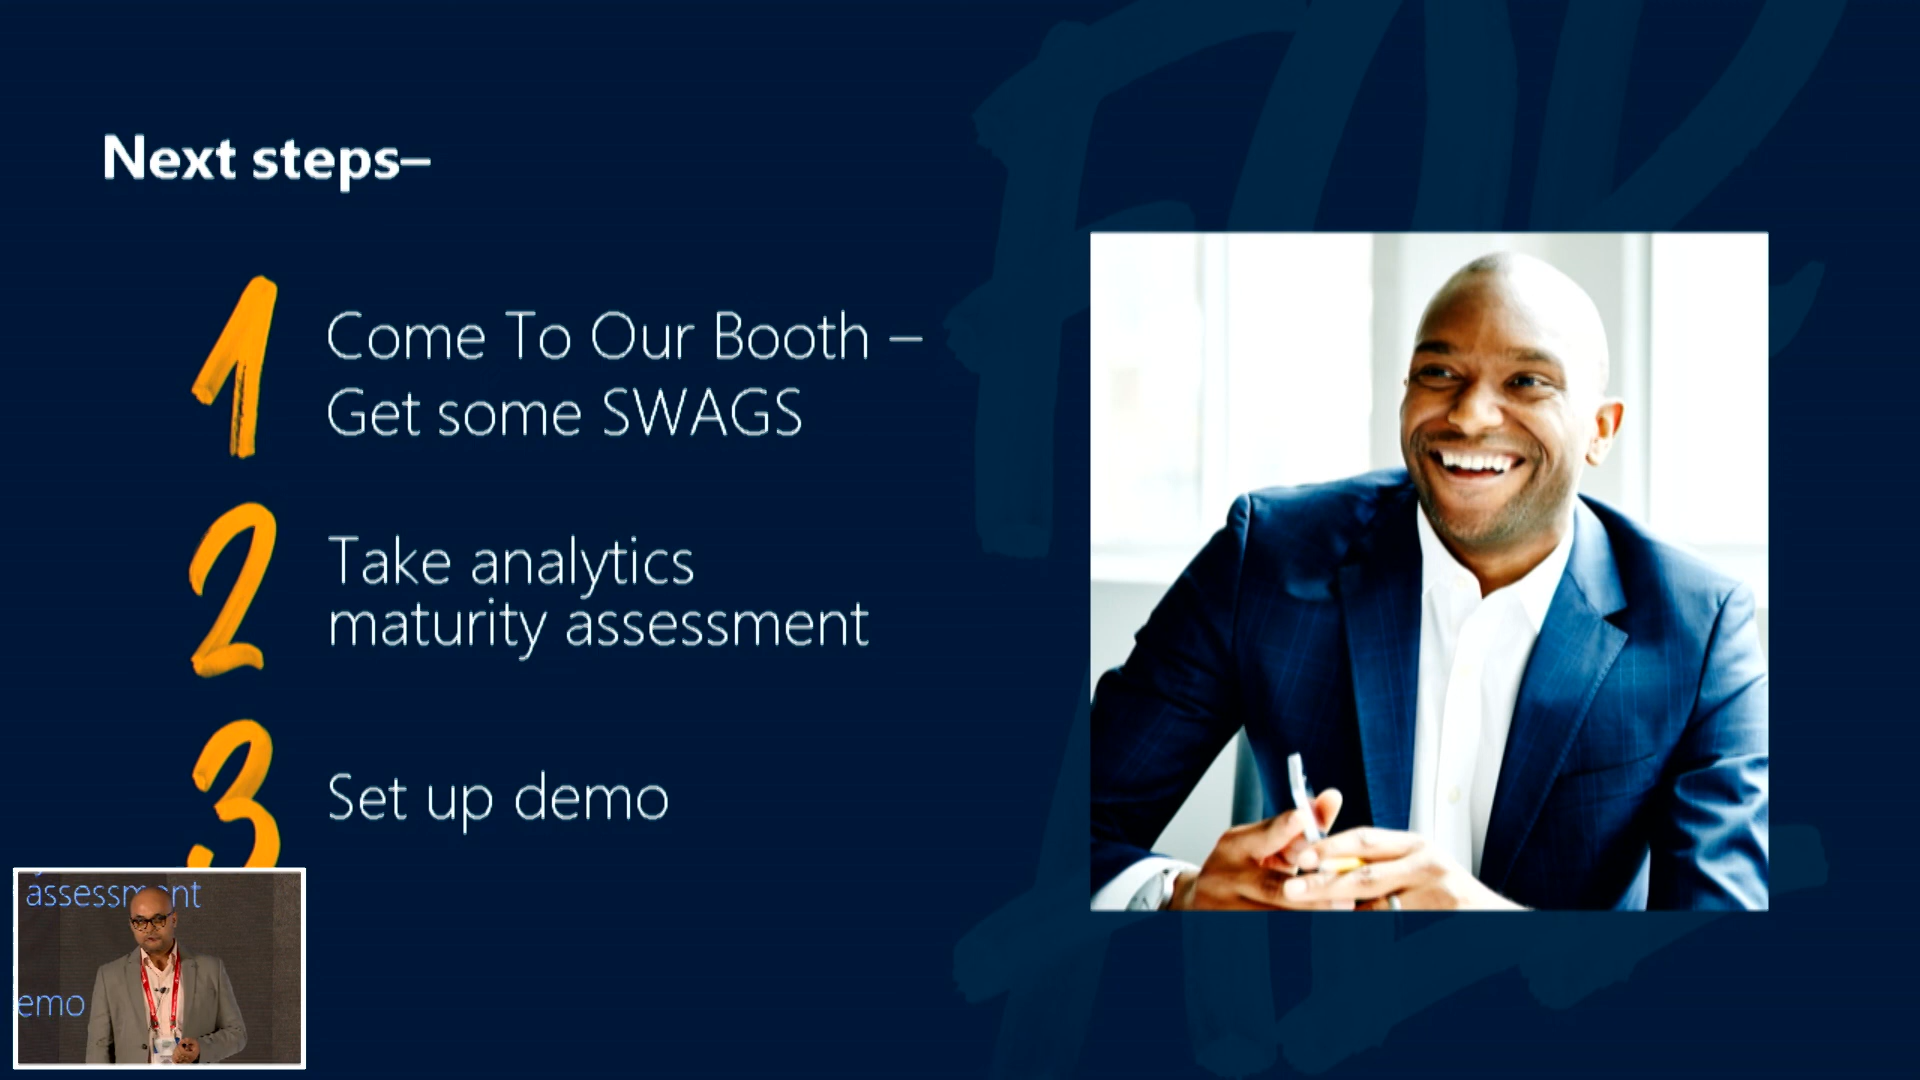 Next steps–
1
Come To Our Booth –
Get some SWAGS
2
Take analytics
maturity assessment
3
Set up demo
FOR
assessment
emo